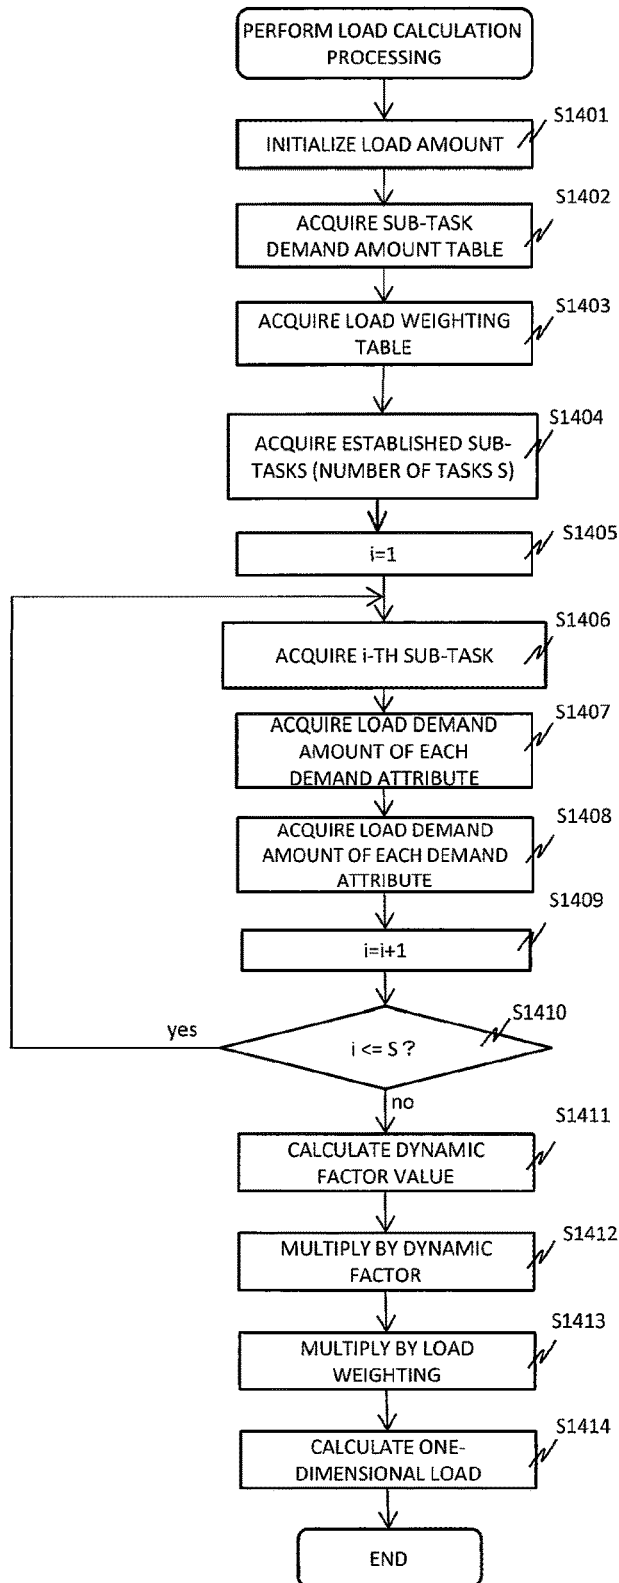 PERFORM LOAD CALCULATION
PROCESSING
S1401
INITIALIZE LOAD AMOUNT
S1402
ACQUIRE SUB-TASK
DEMAND AMOUNT TABLE
S1403
ACQUIRE LOAD WEIGHTING
TABLE
S1404
ACQUIRE ESTABLISHED SUB-
TASKS (NUMBER OF TASKS S)
S1405
i=1
S1406
ACQUIRE i-TH SUB-TASK
S1407
ACQUIRE LOAD DEMAND
AMOUNT OF EACH
DEMAND ATTRIBUTE
S1408
ACQUIRE LOAD DEMAND
AMOUNT OF EACH DEMAND
ATTRIBUTE
S1409
i=i+1
S1410
yes
i <= S ?
no
S1411
CALCULATE DYNAMIC
FACTOR VALUE
S1412
MULTIPLY BY DYNAMIC
FACTOR
S1413
MULTIPLY BY LOAD
WEIGHTING
S1414
CALCULATE ONE-
DIMENSIONAL LOAD
END